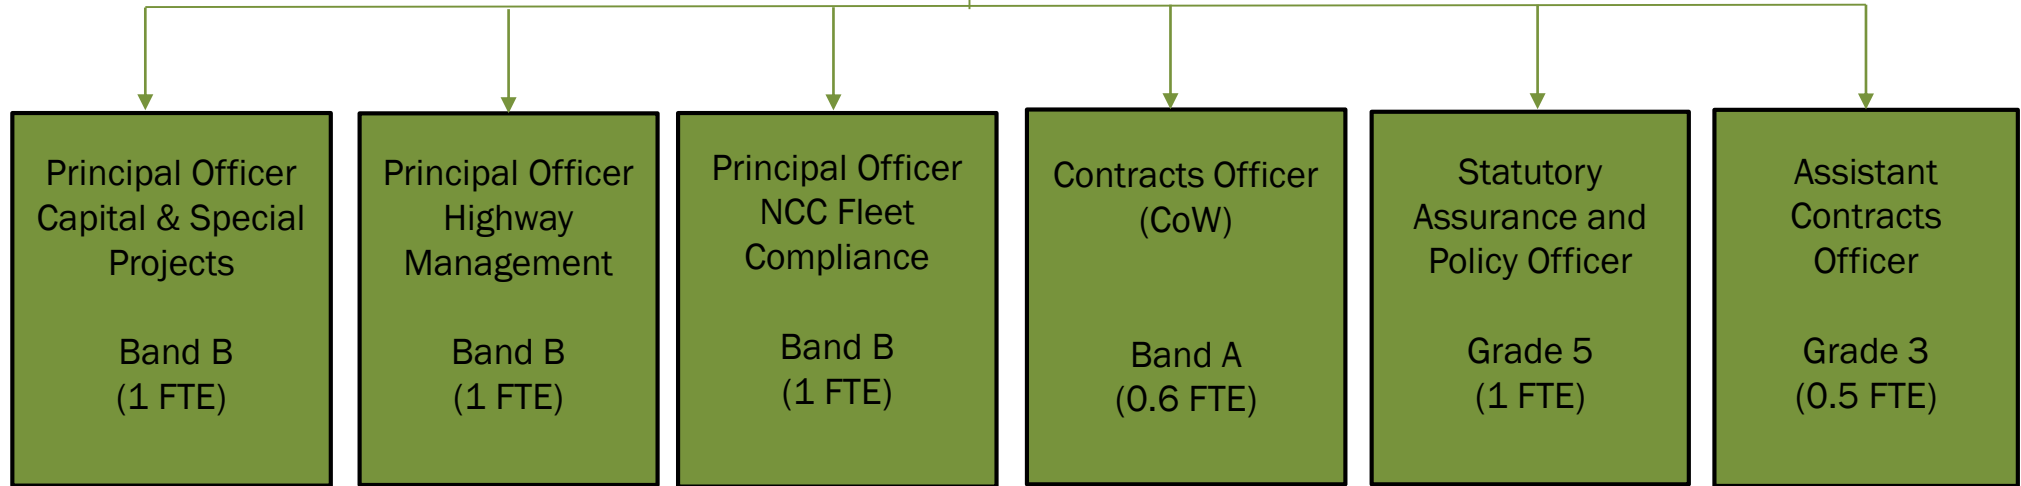 Principal Officer
Capital & Special
Projects
Band B
(1 FTE)
Principal Officer
Highway
Management
Band B
(1 FTE)
Principal Officer
NCC Fleet
Compliance
Band B
(1 FTE)
Contracts Officer
(CoW)
Band A
(0.6 FTE)
Statutory
Assurance and
Policy Officer
Grade 5
(1 FTE)
Assistant
Contracts
Officer
Grade 3
(0.5 FTE)